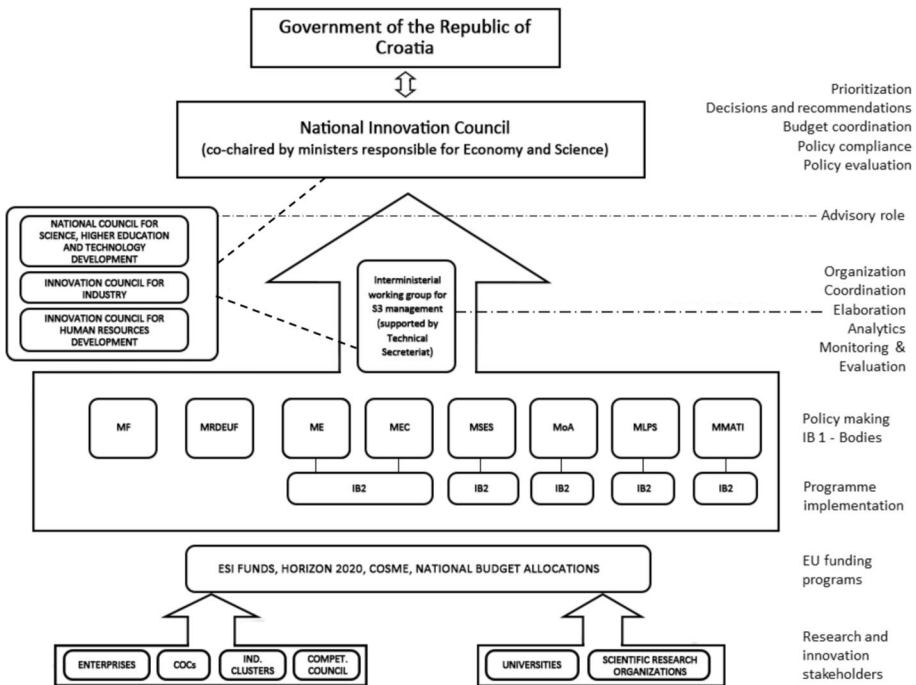 Government of the Republic of
Croatia
National Innovation Council
(co-chaired by ministers responsible for Economy and Science)
Prioritization
Decisions and recommendations
Budget coordination
Policy compliance
Policy evaluation
NATIONAL COUNCIL FOR
SCIENCE, HIGHER EDUCATION
AND TECHNOLOGY
DEVELOPMENT
INNOVATION COUNCIL FOR
INDUSTRY
INNOVATION COUNCIL FOR
HUMAN RESOURCES
DEVELOPMENT
Advisory role
Interministerial
working group for
S3 management
(supported by
Technical
Secreteriat)
Organization
Coordination
Elaboration
Analytics
Monitoring &
Evaluation
MF
MRDEUF
ME
MEC
MSES
MoA
MLPS
MMATI
Policy making
IB 1 - Bodies
IB2
IB2
IB2
IB2
IB2
Programme
implementation
ESI FUNDS, HORIZON 2020, COSME, NATIONAL BUDGET ALLOCATIONS
EU funding
programs
ENTERPRISES
COCs
IND.
CLUSTERS
COMPET.
COUNCIL
UNIVERSITIES
SCIENTIFIC RESEARCH
ORGANIZATIONS
Research and
innovation
stakeholders